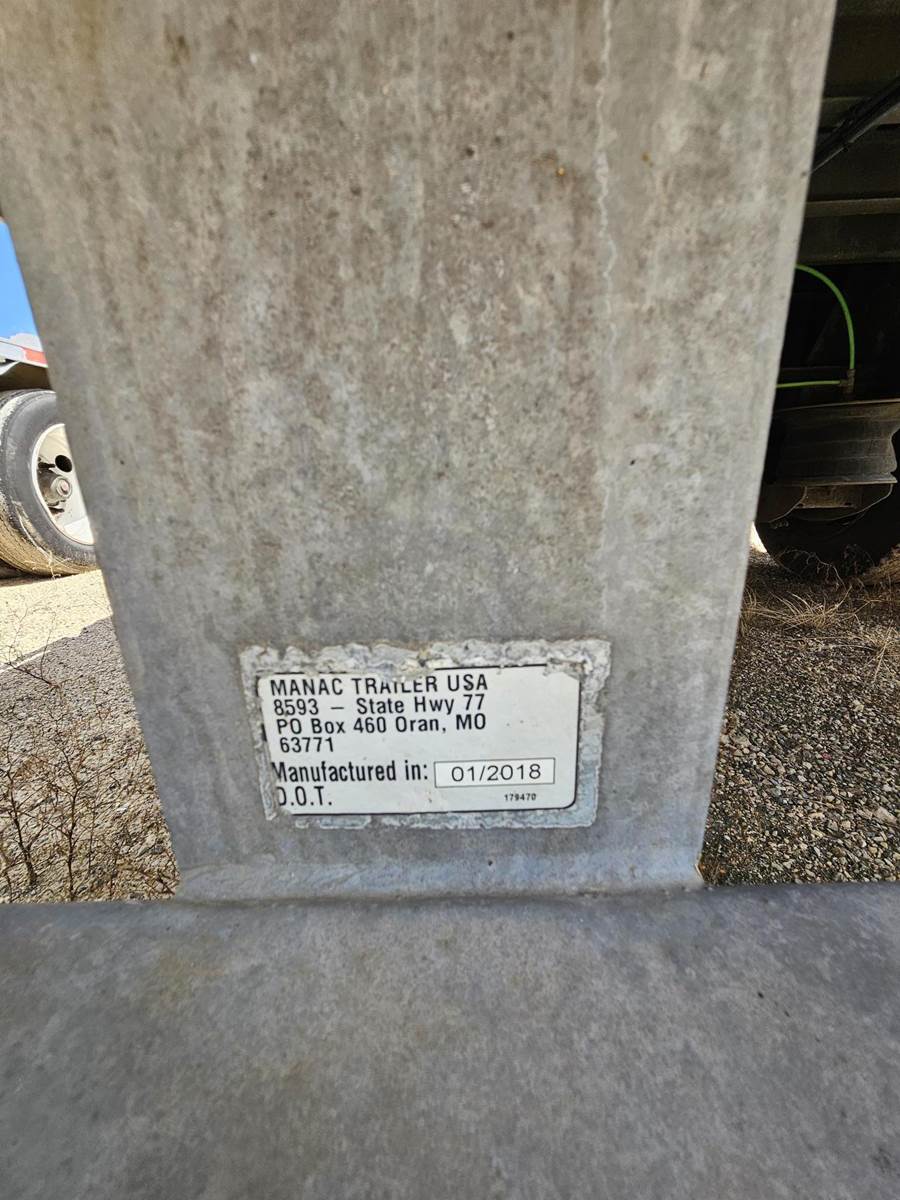 MANAC TRAILER USA
8593 – State Hwy 77
PO Box 460 Oran, MO
63771
Manufactured in: 01/2018
D.O.T. 179470